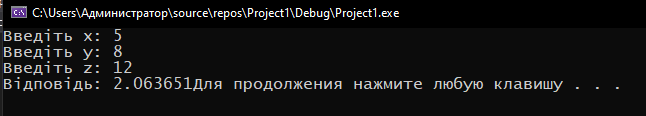 C:\Users\Администратор\source\repos\Project1\Debug\Project1.exe
Введіть x: 5
Введіть y: 8
Введіть z: 12
Відповідь: 2.063651Для продолжения нажмите любую клавишу . . .